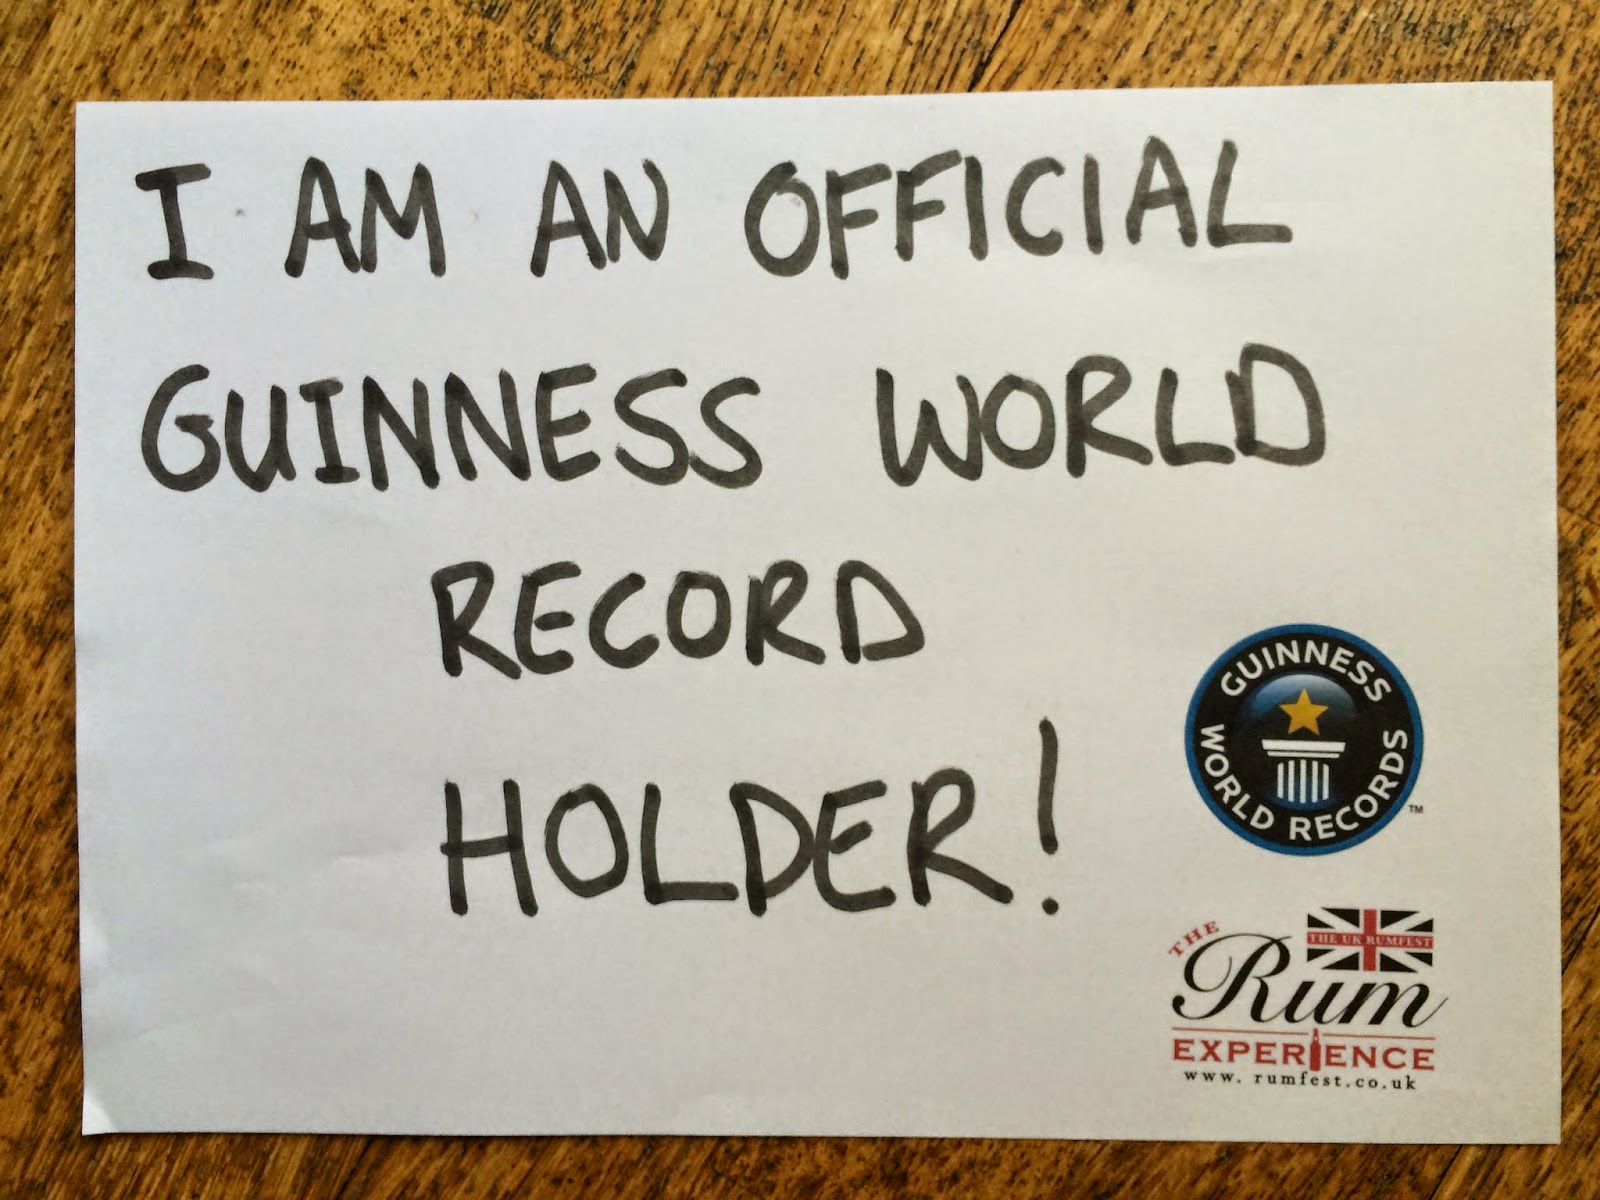 I AM AN OFFICIAL
GUINNESS WORLD
RECORD
HOLDER!
GUINNESS
WORLD RECORDS
™
THE
THE UK RUMFEST
Rum
EXPERIENCE
www. rumfest.co.uk